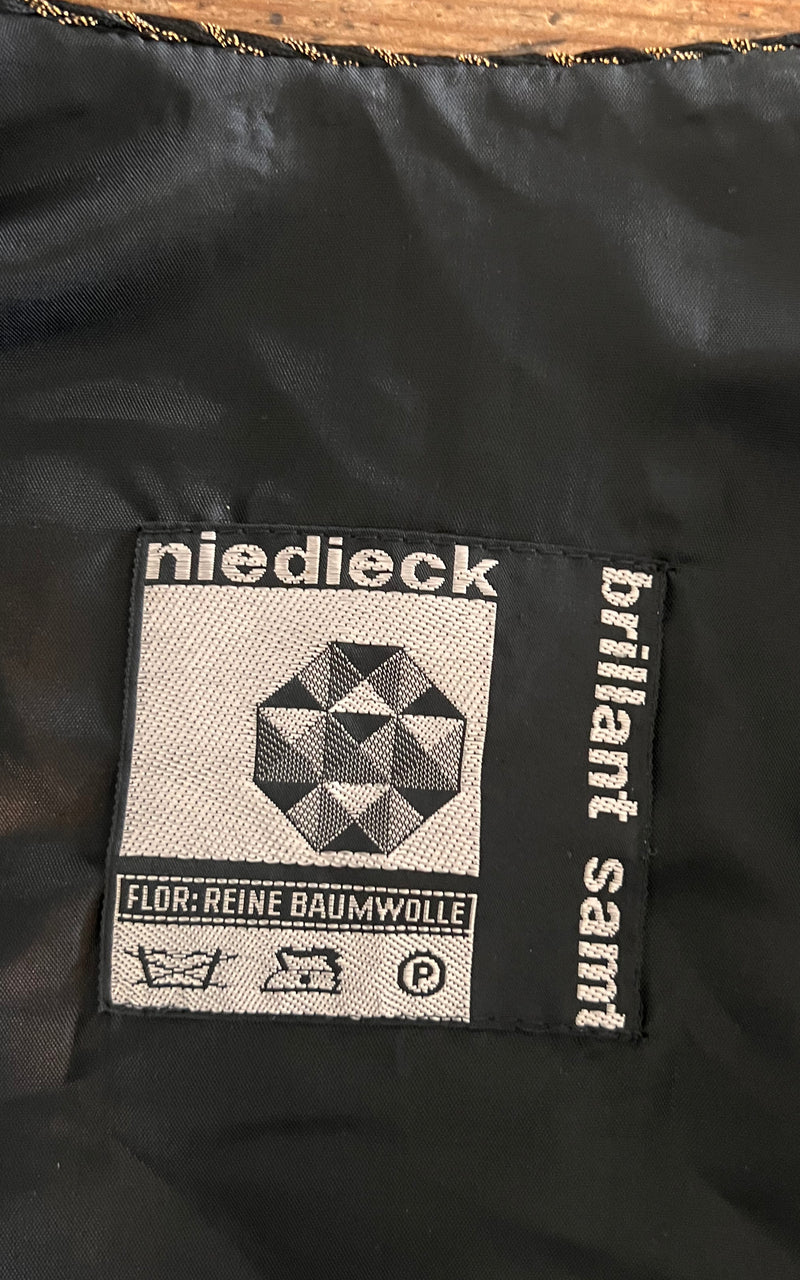 niedieck
brillant samt
FLOR: REINE BAUMWOLLE
P